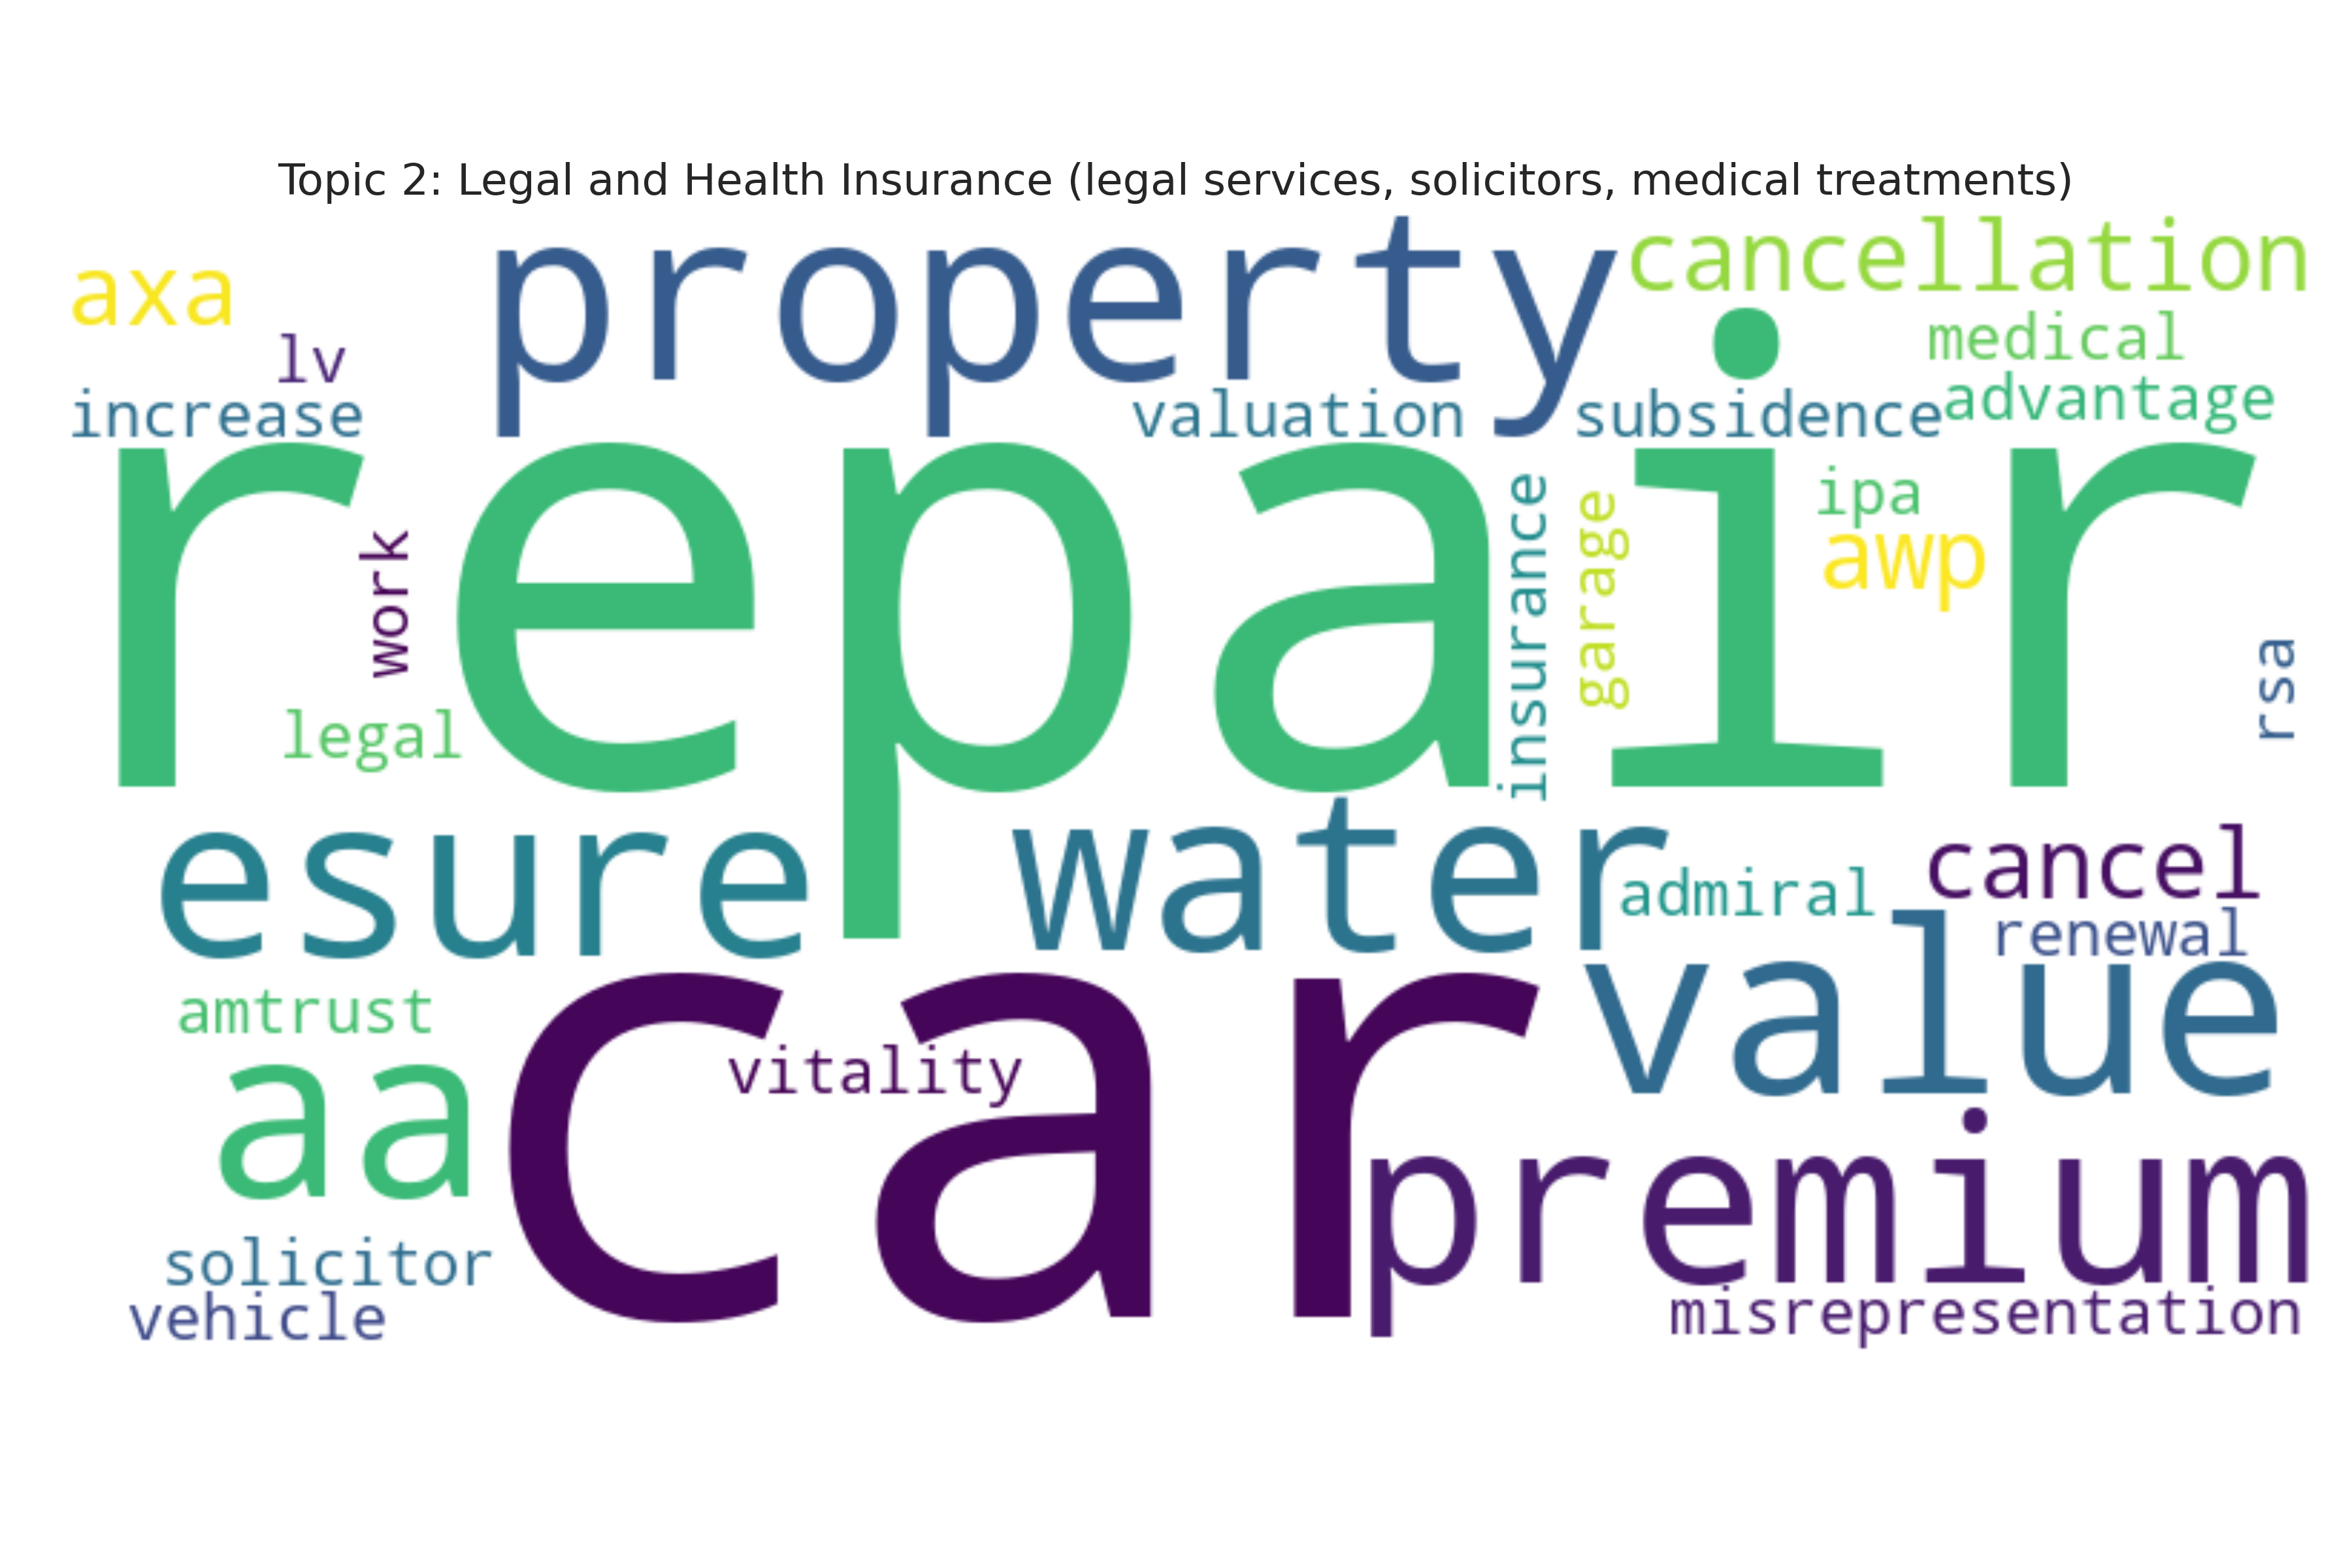 Topic 2: Legal and Health Insurance (legal services, solicitors, medical treatments)
property
cancellation
axa
medical
lv
advantage
increase
valuation
subsidence
repair
ipa
awp
work
insurance
garage
rsa
legal
esure
water
admiral
cancel
renewal
value
amtrust
car
vitality
aa
premium
solicitor
vehicle
misrepresentation